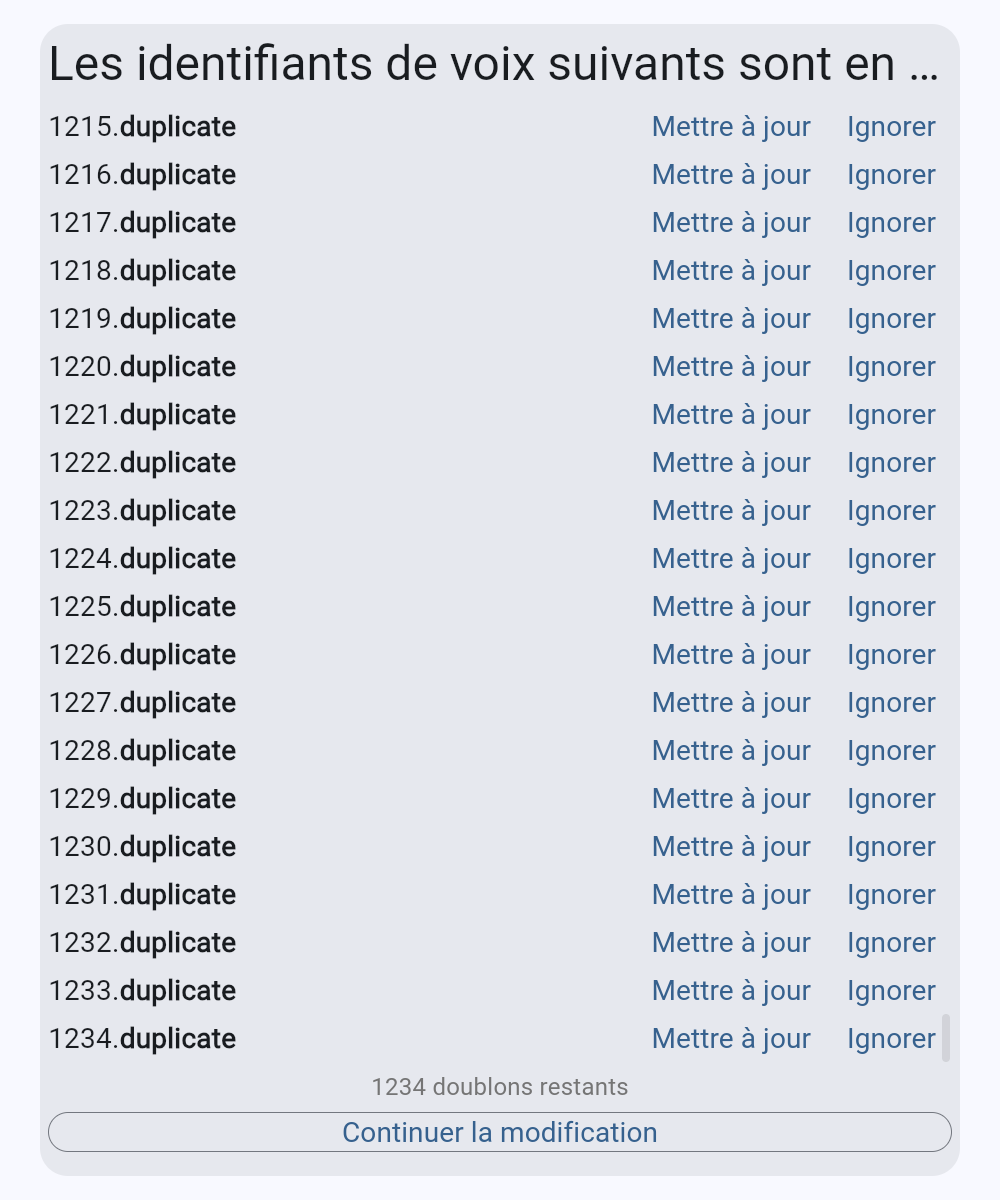 Les identifiants de voix suivants sont en …
1215.duplicate Mettre à jour Ignorer
1216.duplicate Mettre à jour Ignorer
1217.duplicate Mettre à jour Ignorer
1218.duplicate Mettre à jour Ignorer
1219.duplicate Mettre à jour Ignorer
1220.duplicate Mettre à jour Ignorer
1221.duplicate Mettre à jour Ignorer
1222.duplicate Mettre à jour Ignorer
1223.duplicate Mettre à jour Ignorer
1224.duplicate Mettre à jour Ignorer
1225.duplicate Mettre à jour Ignorer
1226.duplicate Mettre à jour Ignorer
1227.duplicate Mettre à jour Ignorer
1228.duplicate Mettre à jour Ignorer
1229.duplicate Mettre à jour Ignorer
1230.duplicate Mettre à jour Ignorer
1231.duplicate Mettre à jour Ignorer
1232.duplicate Mettre à jour Ignorer
1233.duplicate Mettre à jour Ignorer
1234.duplicate Mettre à jour Ignorer
1234 doublons restants
Continuer la modification